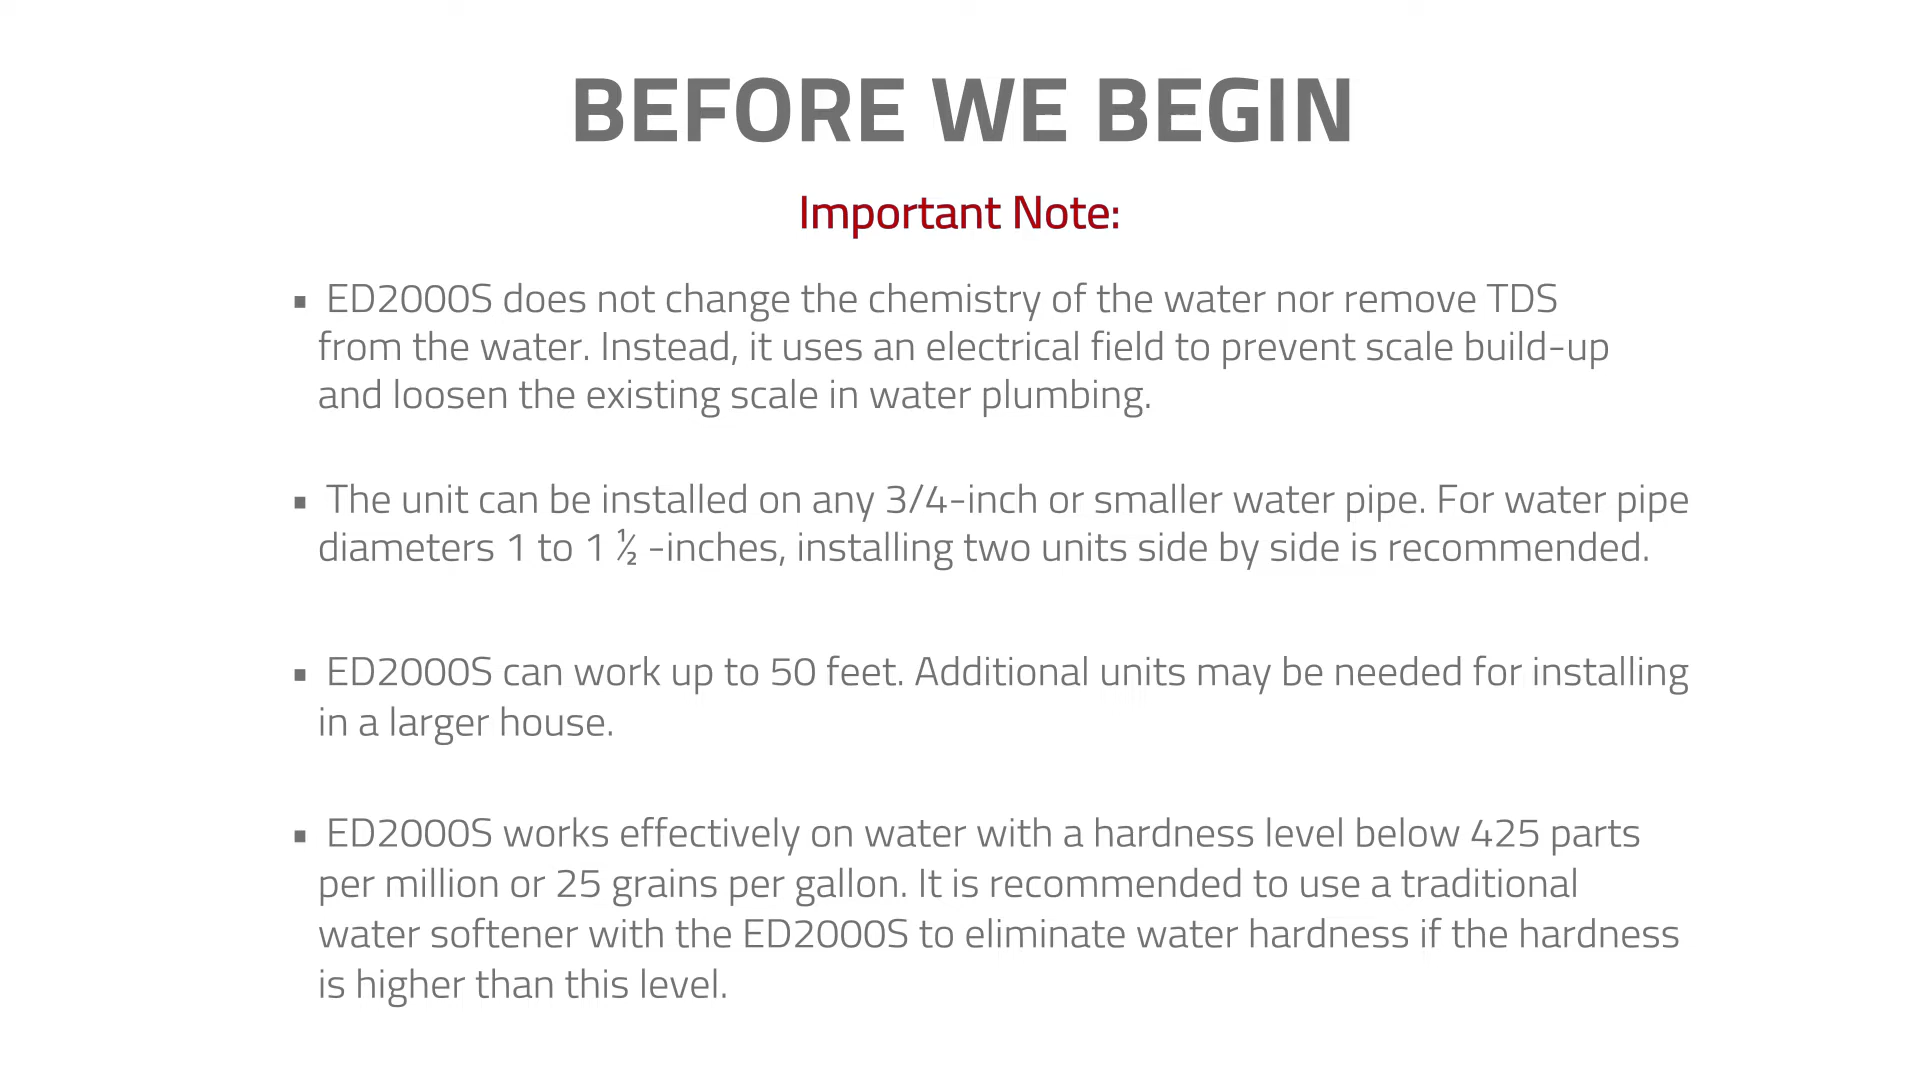 BEFORE WE BEGIN
Important Note:
▪ ED2000S does not change the chemistry of the water nor remove TDS
from the water. Instead, it uses an electrical field to prevent scale build-up
and loosen the existing scale in water plumbing.
▪ The unit can be installed on any 3/4-inch or smaller water pipe. For water pipe
diameters 1 to 1 ½ -inches, installing two units side by side is recommended.
▪ ED2000S can work up to 50 feet. Additional units may be needed for installing
in a larger house.
▪ ED2000S works effectively on water with a hardness level below 425 parts
per million or 25 grains per gallon. It is recommended to use a traditional
water softener with the ED2000S to eliminate water hardness if the hardness
is higher than this level.